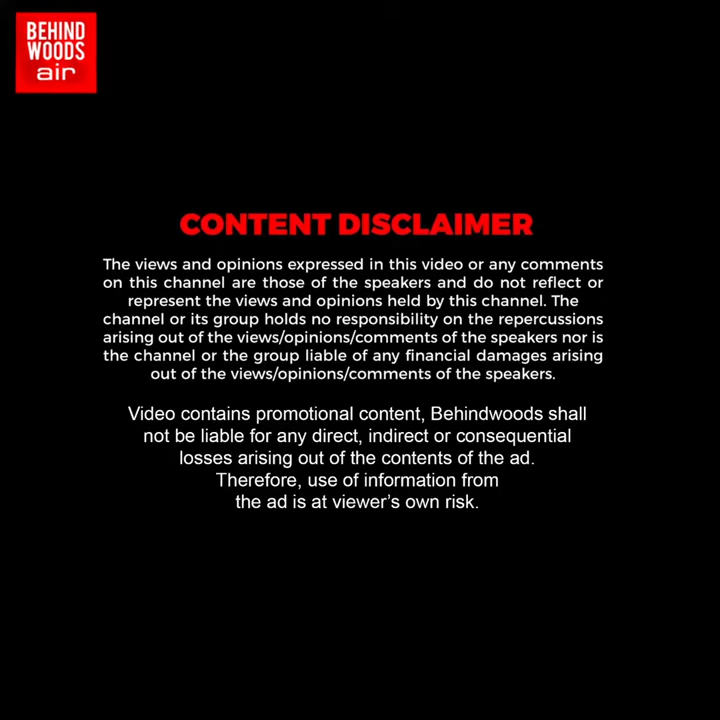 BEHIND
WOODS
air
CONTENT DISCLAIMER
The views and opinions expressed in this video or any comments
on this channel are those of the speakers and do not reflect or
represent the views and opinions held by this channel. The
channel or its group holds no responsibility on the repercussions
arising out of the views/opinions/comments of the speakers nor is
the channel or the group liable of any financial damages arising
out of the views/opinions/comments of the speakers.
Video contains promotional content, Behindwoods shall
not be liable for any direct, indirect or consequential
losses arising out of the contents of the ad.
Therefore, use of information from
the ad is at viewer’s own risk.